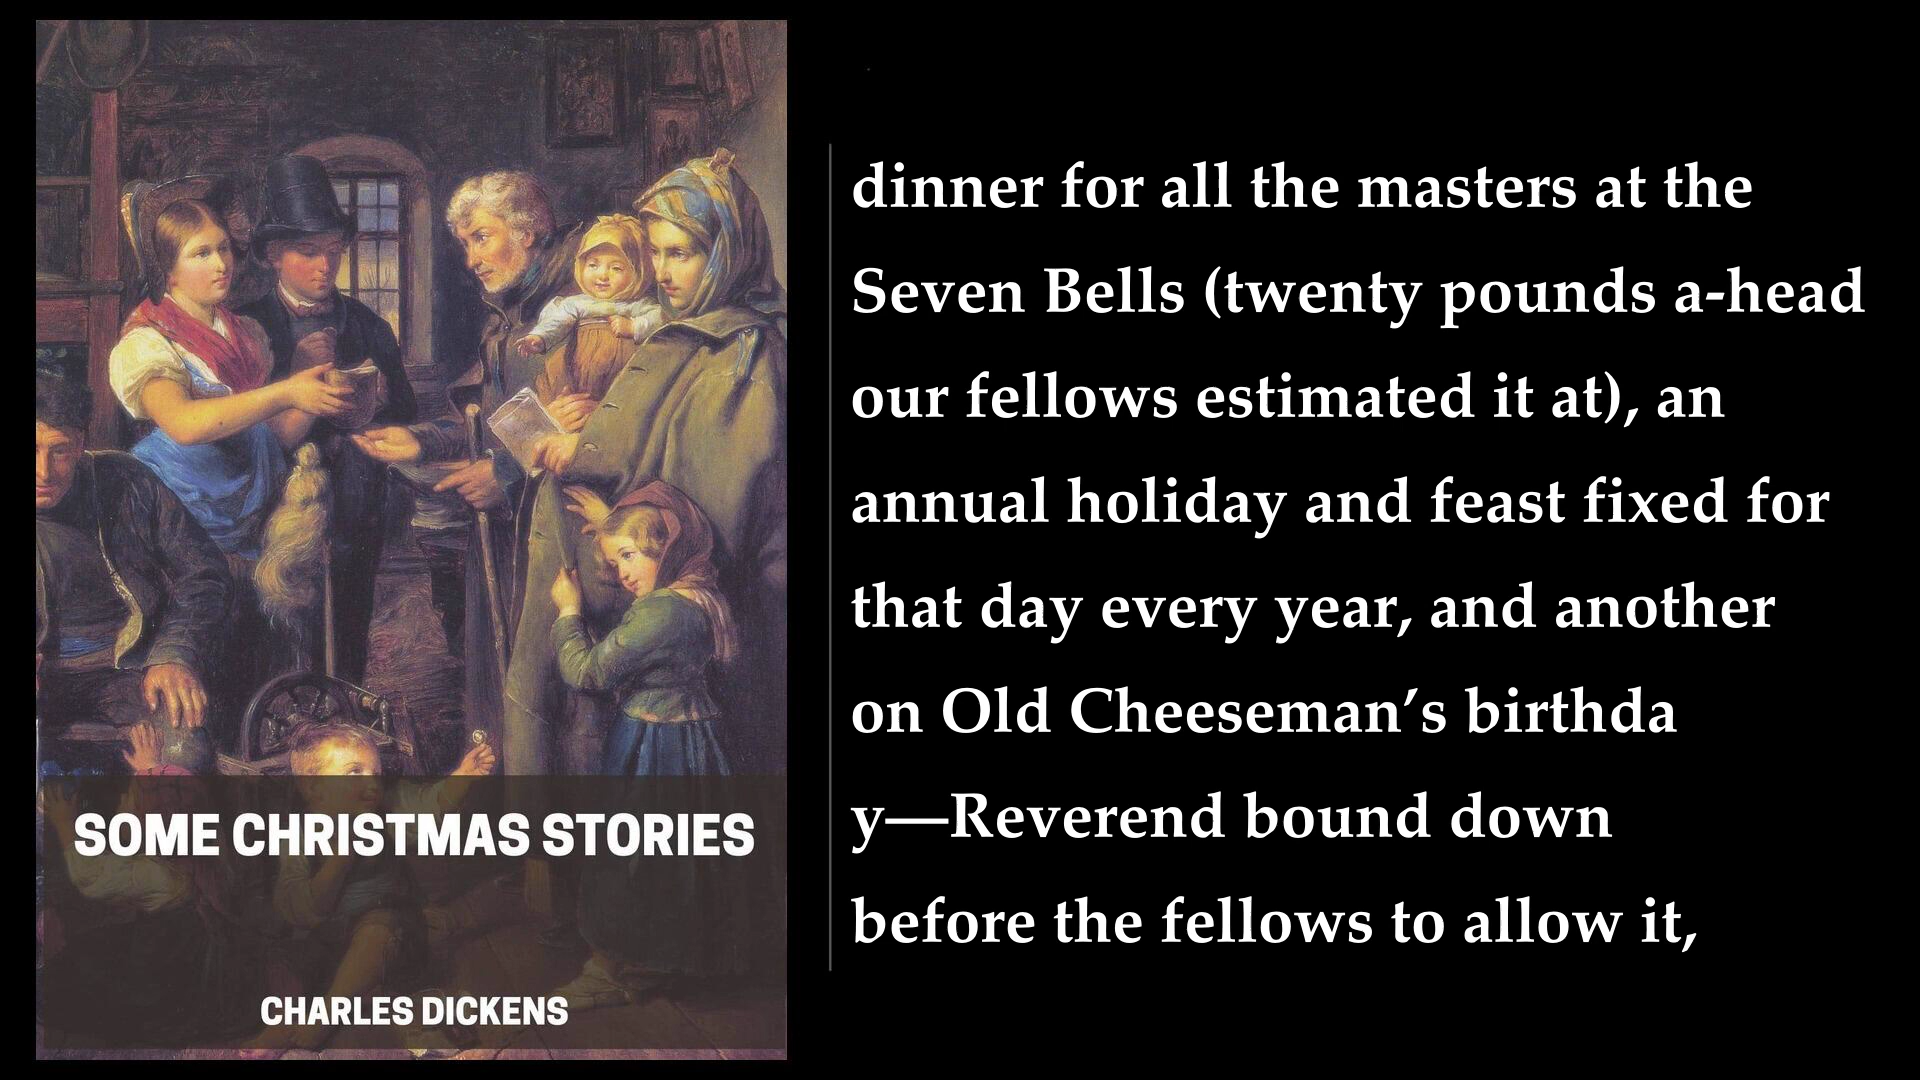 SOME CHRISTMAS STORIES
CHARLES DICKENS
dinner for all the masters at the
Seven Bells (twenty pounds a-head
our fellows estimated it at), an
annual holiday and feast fixed for
that day every year, and another
on Old Cheeseman’s birthda
y—Reverend bound down
before the fellows to allow it,